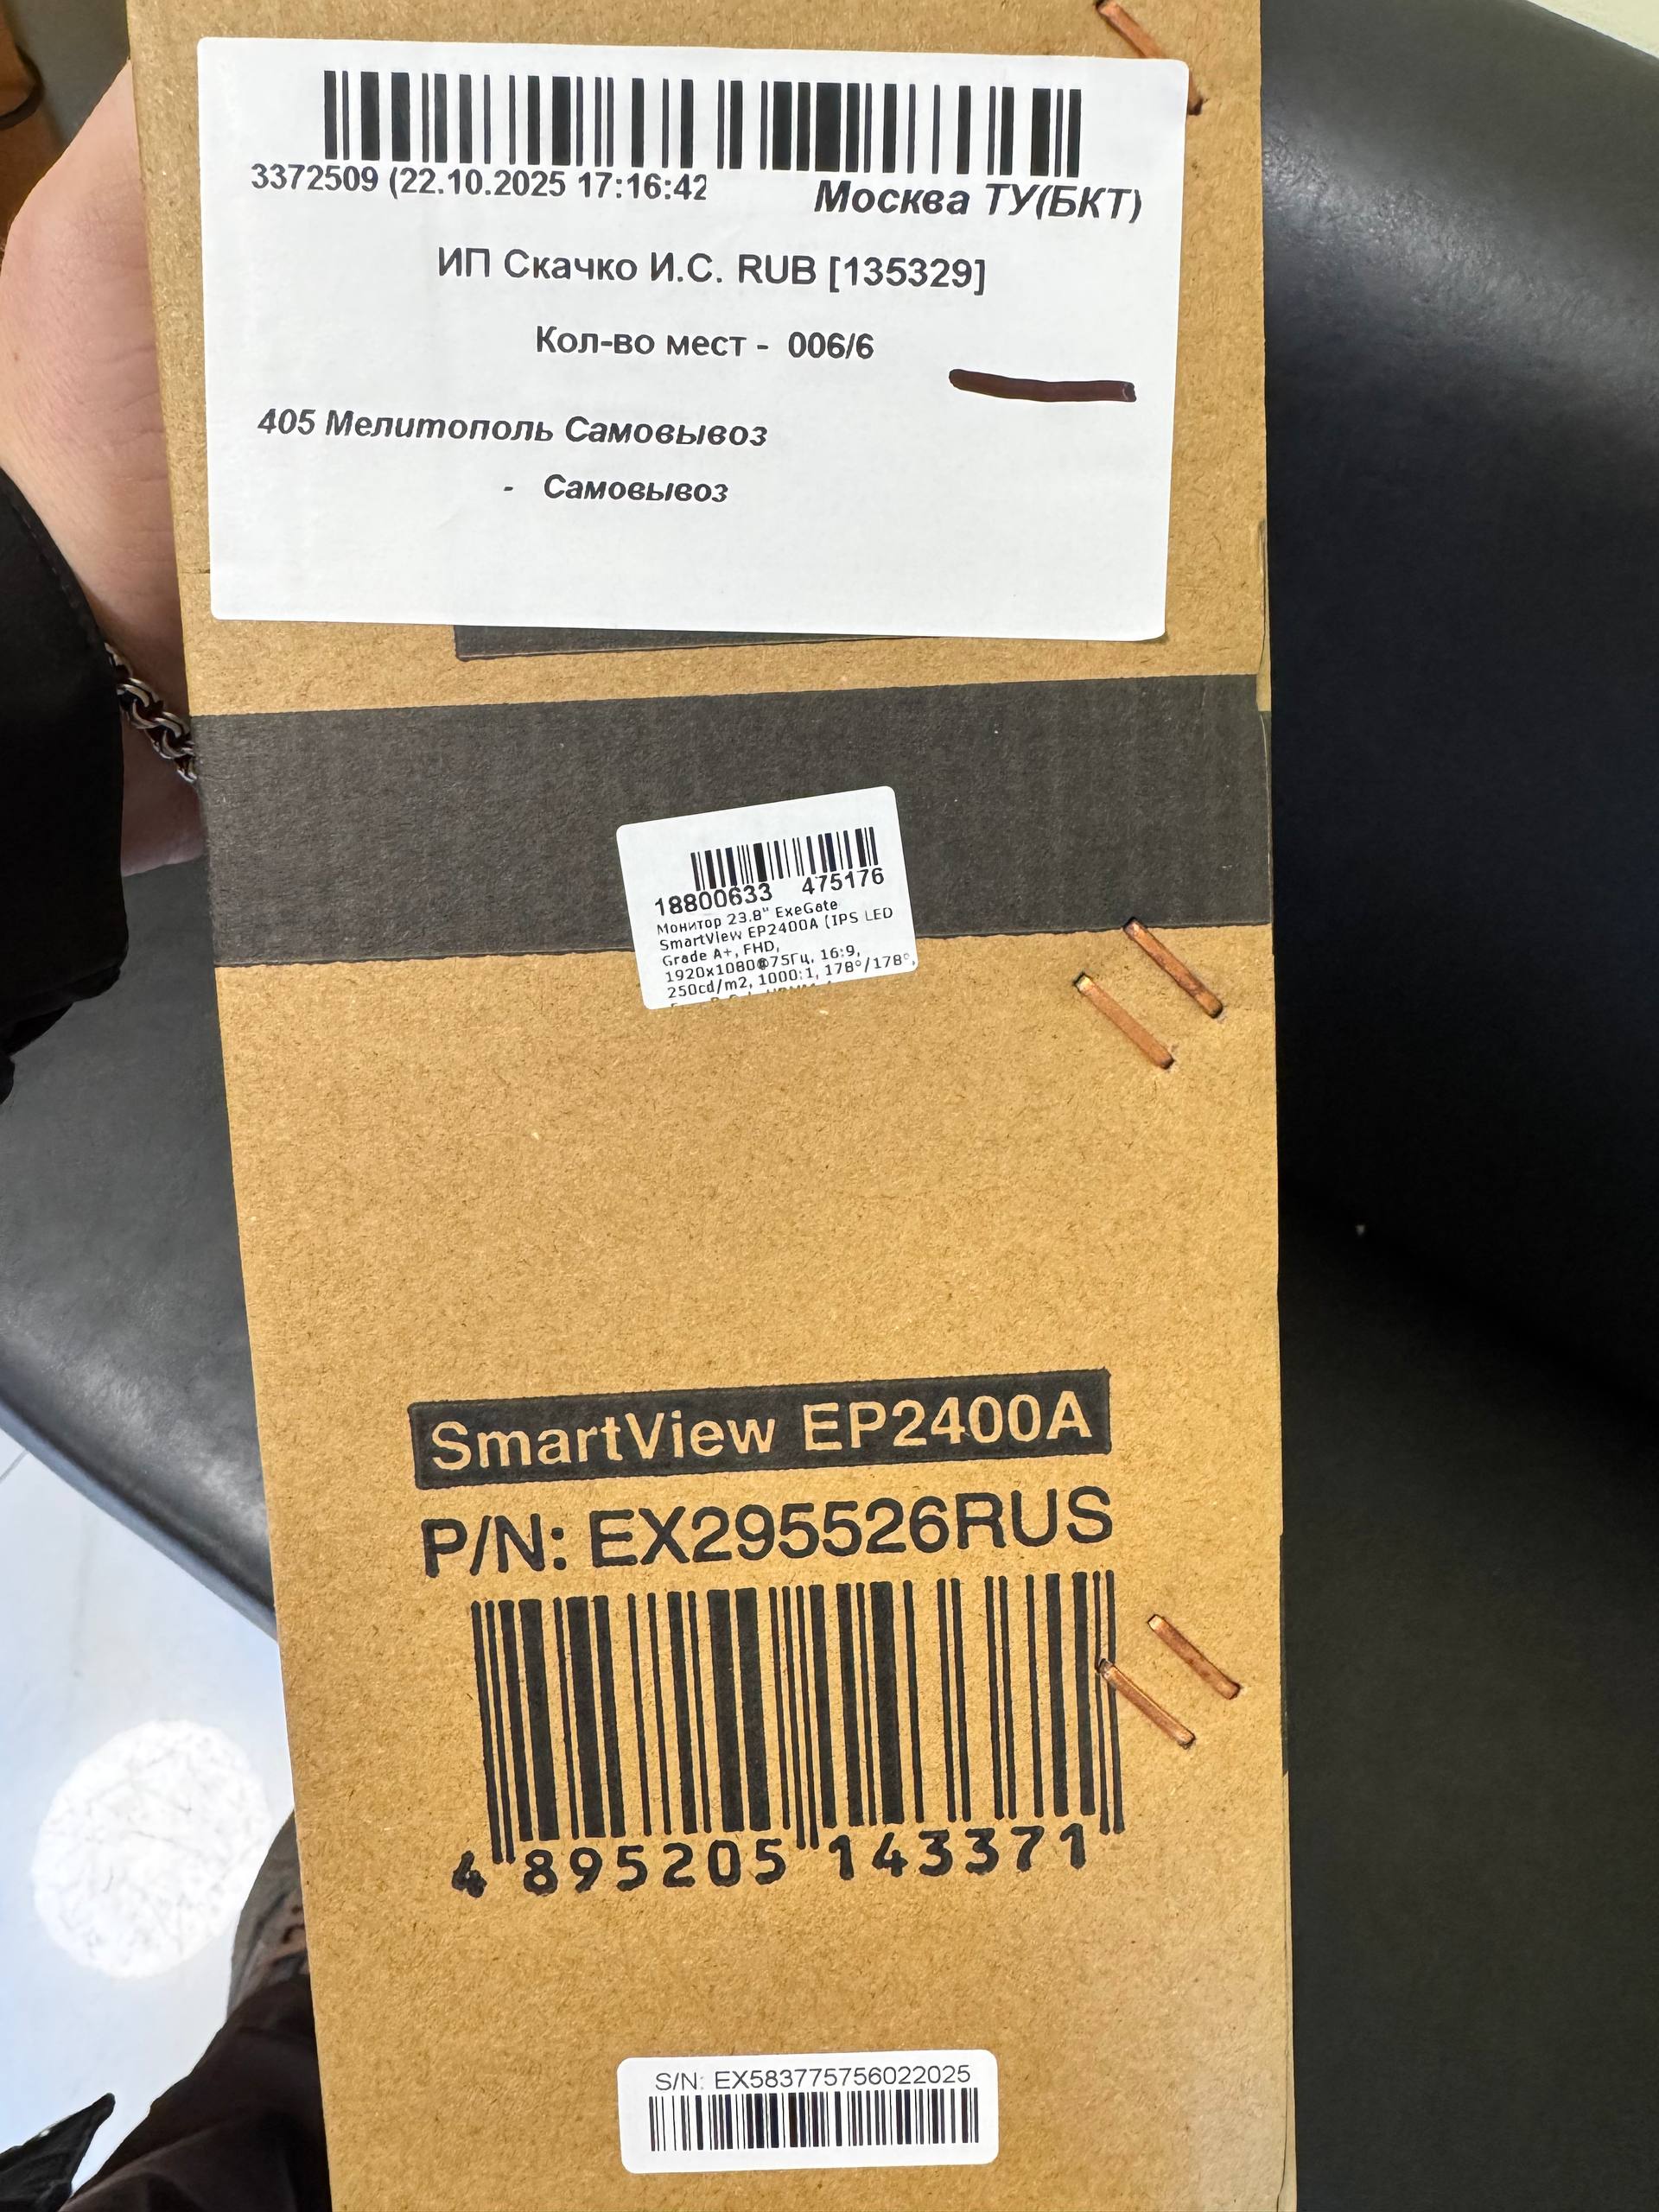 3372509 (22.10.2025 17:16:42
Москва ТУ(БКТ)
ИП Скачко И.С. RUB [135329]
Кол-во мест - 006/6
405 Мелитополь Самовывоз
- Самовывоз
18800633 475176
Монитор 23.8" ExeGate
SmartView EP2400A (IPS LED
Grade A+, FHD,
1920x1080@75Гц, 16:9,
250cd/m2, 1000:1, 178°/178°,
SmartView EP2400A
P/N: EX295526RUS
4 895205 143371
S/N: EX583775756022025